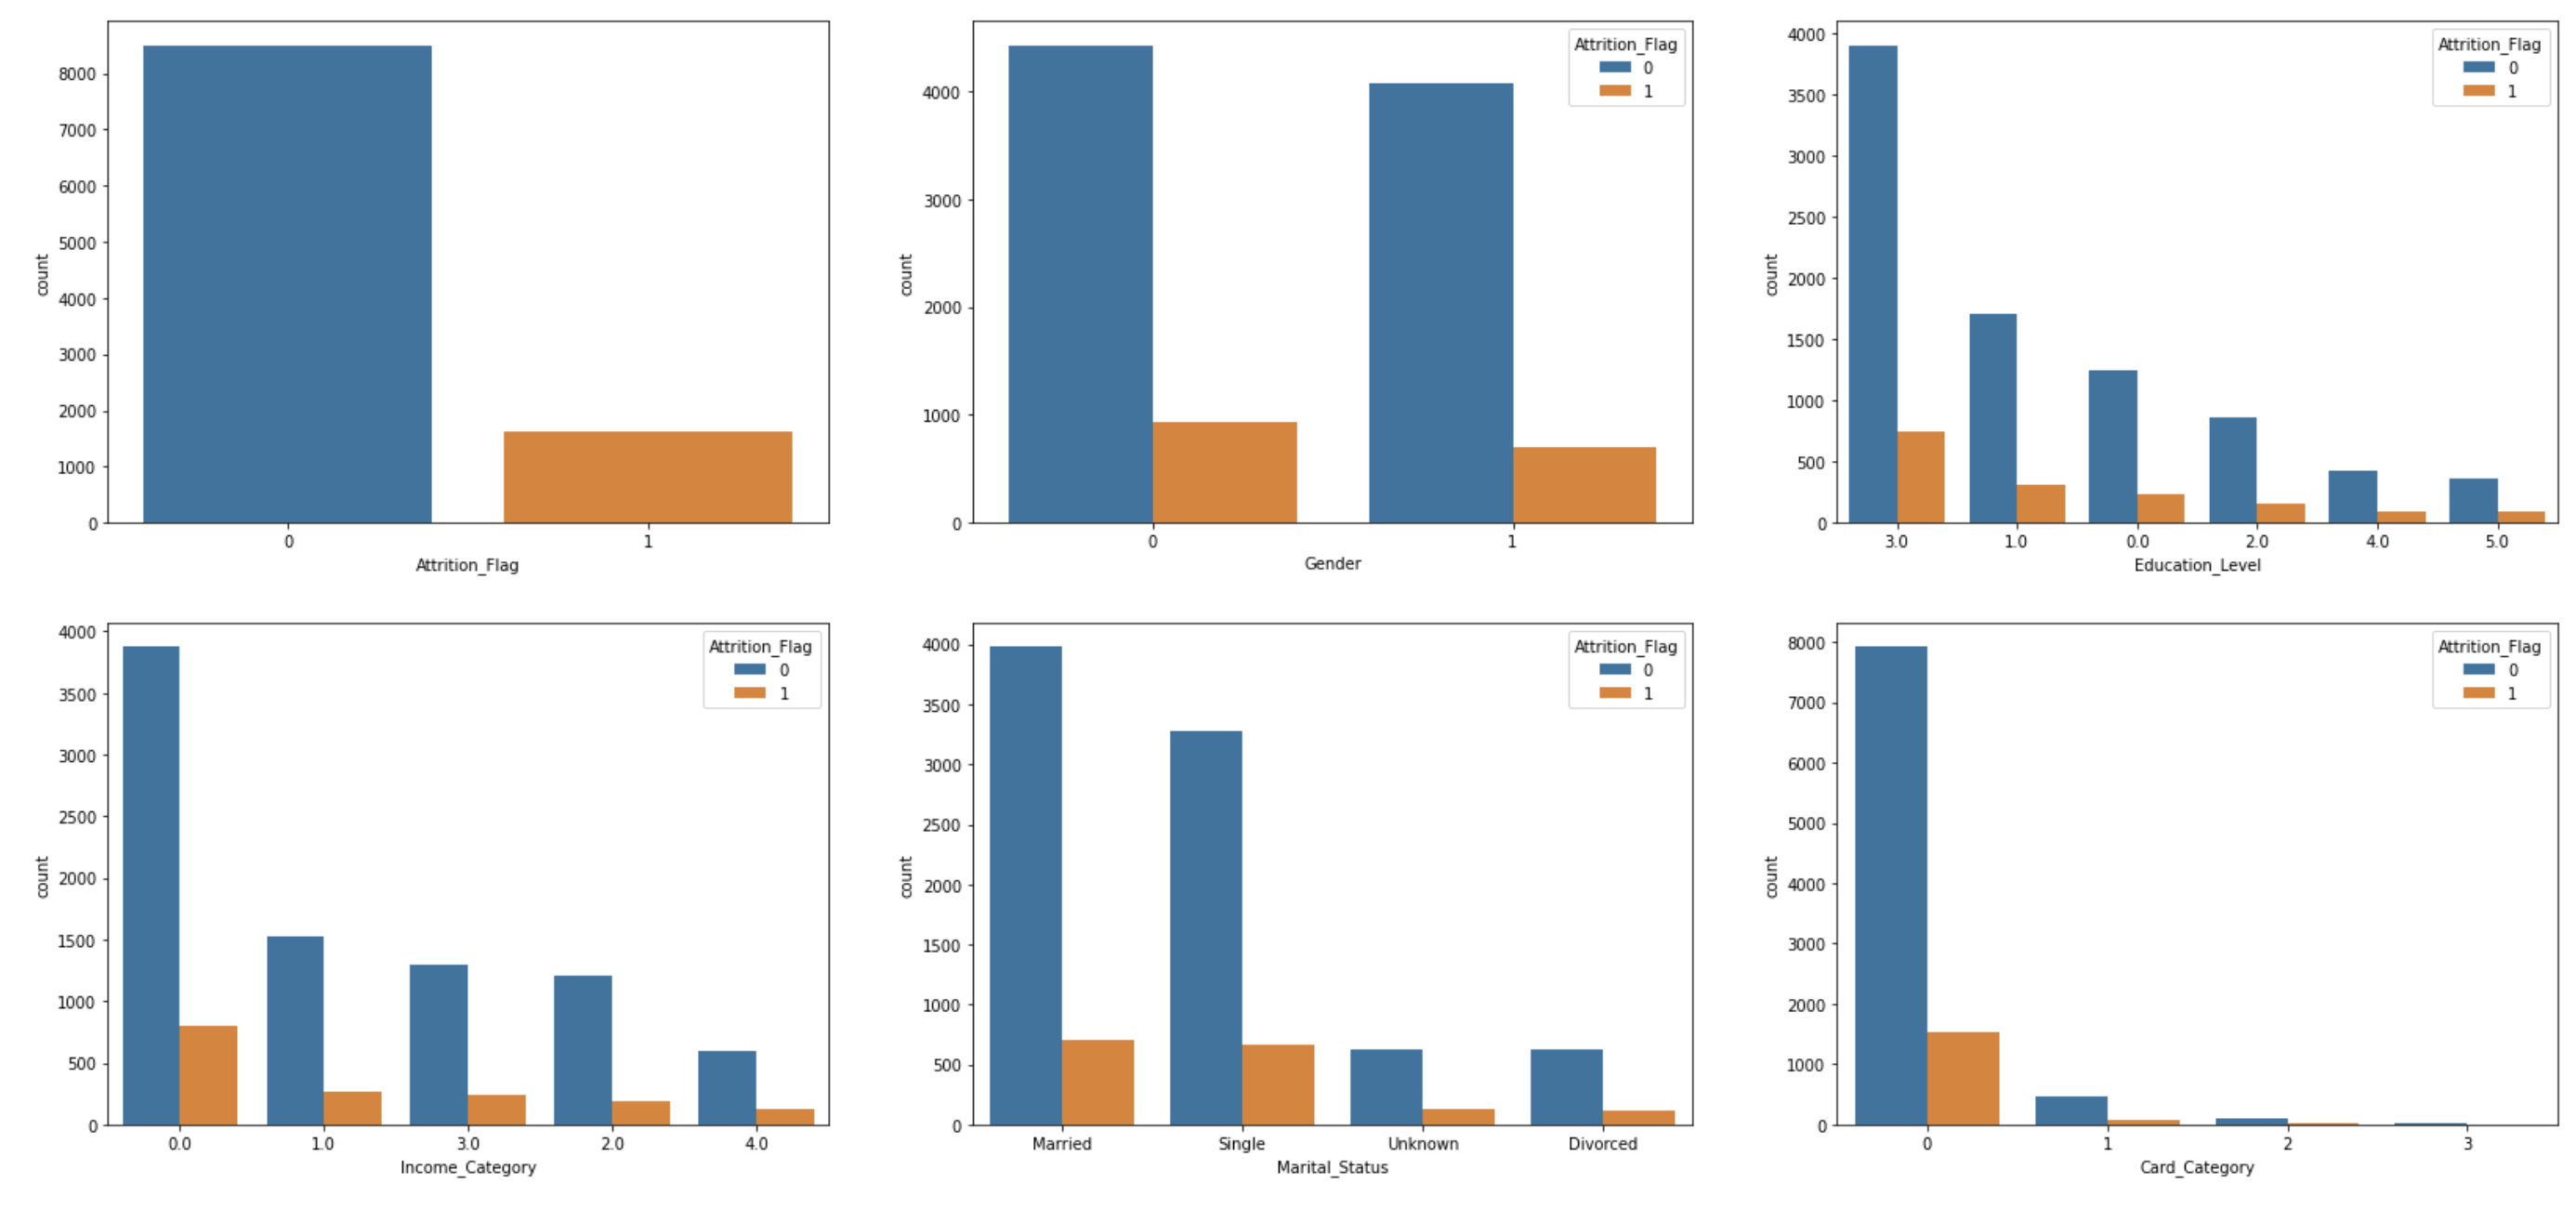 8000
7000
6000
5000
4000
3000
2000
1000
0
count
0 1
Attrition_Flag
4000
3000
2000
1000
0
count
Attrition_Flag
0
1
0 1
Gender
4000
3500
3000
2500
2000
1500
1000
500
0
count
Attrition_Flag
0
1
3.0 1.0 0.0 2.0 4.0 5.0
Education_Level
4000
3500
3000
2500
2000
1500
1000
500
0
count
Attrition_Flag
0
1
0.0 1.0 3.0 2.0 4.0
Income_Category
4000
3500
3000
2500
2000
1500
1000
500
0
count
Attrition_Flag
0
1
Married Single Unknown Divorced
Marital_Status
8000
7000
6000
5000
4000
3000
2000
1000
0
count
Attrition_Flag
0
1
0 1 2 3
Card_Category